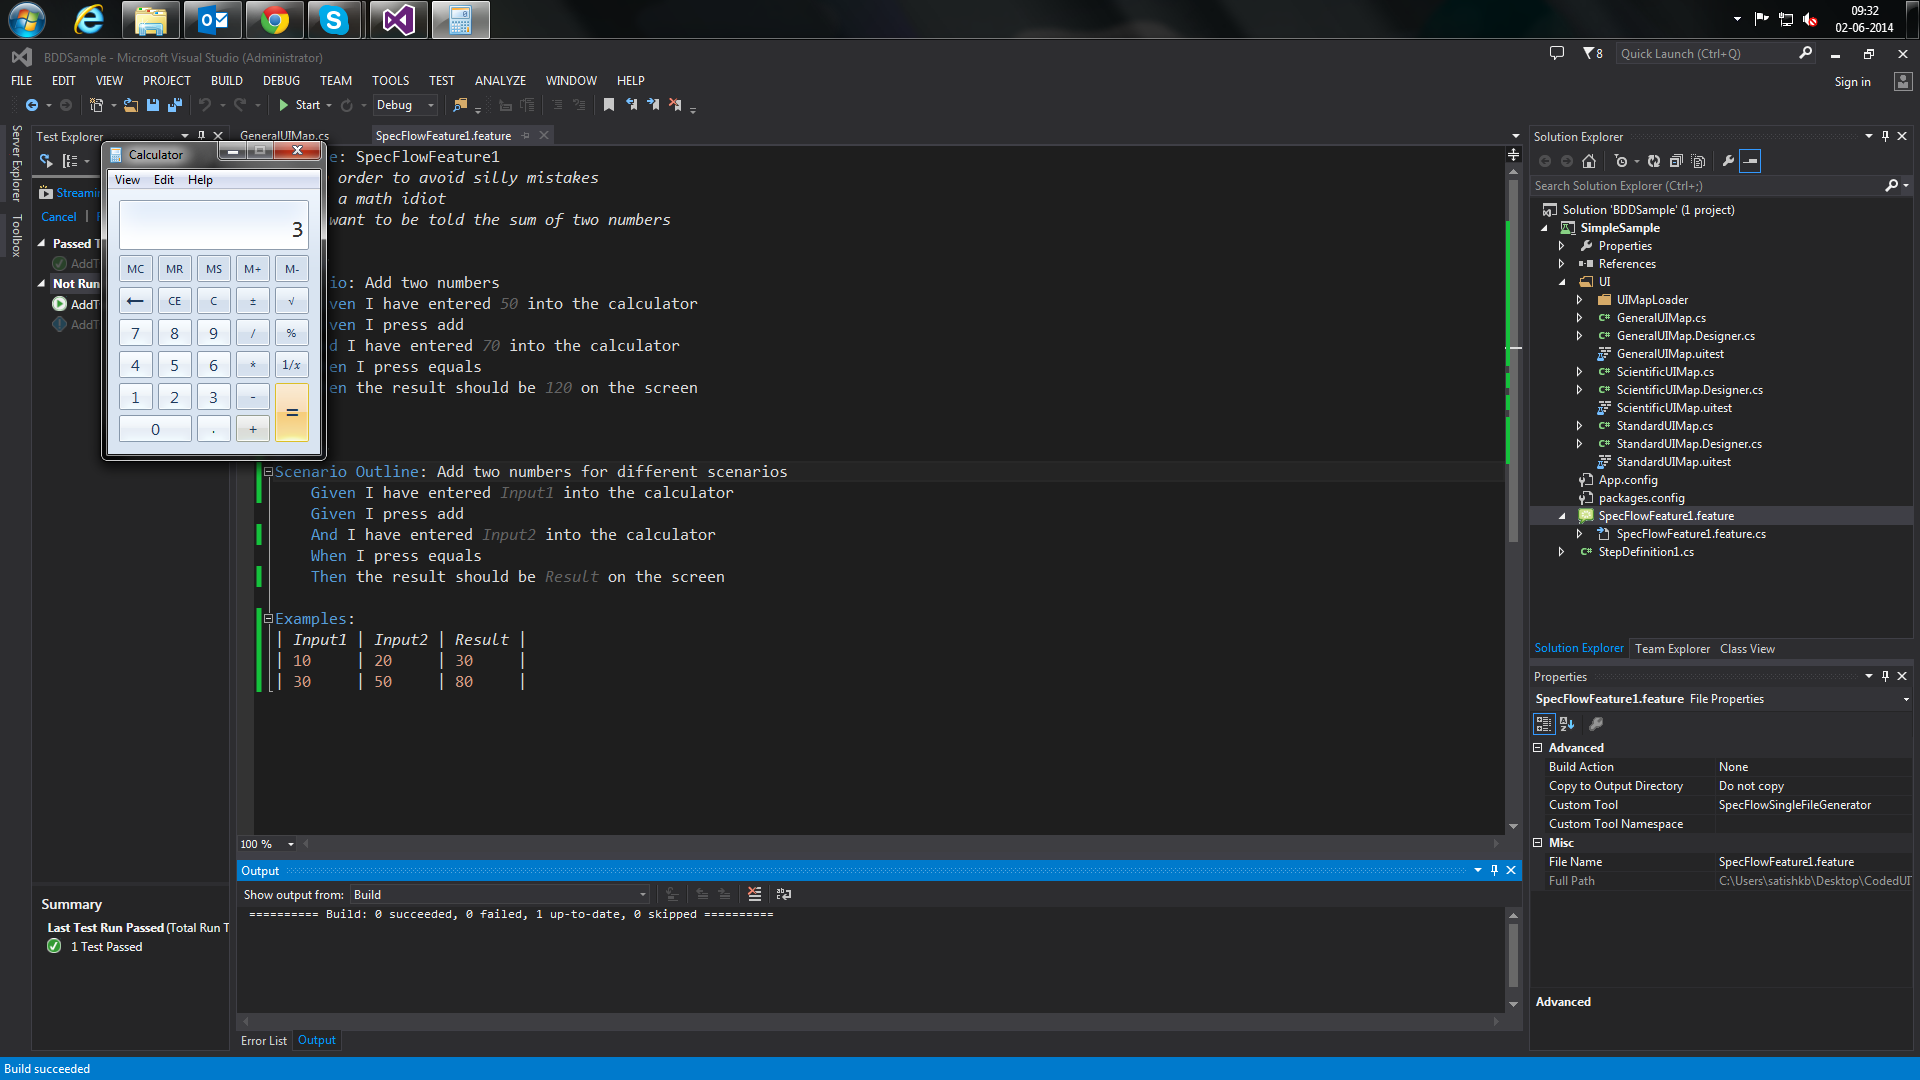 09:32
02-06-2014
BDDSample - Microsoft Visual Studio (Administrator)
8
Quick Launch (Ctrl+Q)
FILE EDIT VIEW PROJECT BUILD DEBUG TEAM TOOLS TEST ANALYZE WINDOW HELP
Sign in
Start
Debug
Server Explorer
Toolbox
Test Explorer
Cancel
Passed T
AddT
Not Run
AddT
AddT
Summary
Last Test Run Passed (Total Run T
1 Test Passed
Calculator
View Edit Help
3
MC MR MS M+ M-
← CE C ± √
7 8 9 / %
4 5 6 * 1/x
1 2 3 - =
0 . +
GeneralUIMap.cs
SpecFlowFeature1.feature
e: SpecFlowFeature1
order to avoid silly mistakes
a math idiot
want to be told the sum of two numbers
io: Add two numbers
ven I have entered 50 into the calculator
ven I press add
d I have entered 70 into the calculator
en I press equals
en the result should be 120 on the screen
Scenario Outline: Add two numbers for different scenarios
Given I have entered Input1 into the calculator
Given I press add
And I have entered Input2 into the calculator
When I press equals
Then the result should be Result on the screen
Examples:
| Input1 | Input2 | Result |
| 10 | 20 | 30 |
| 30 | 50 | 80 |
100 %
Output
Show output from: Build
========== Build: 0 succeeded, 0 failed, 1 up-to-date, 0 skipped ==========
Error List Output
Build succeeded
Solution Explorer
Search Solution Explorer (Ctrl+;)
Solution 'BDDSample' (1 project)
SimpleSample
Properties
References
UI
UIMapLoader
GeneralUIMap.cs
GeneralUIMap.Designer.cs
GeneralUIMap.uitest
ScientificUIMap.cs
ScientificUIMap.Designer.cs
ScientificUIMap.uitest
StandardUIMap.cs
StandardUIMap.Designer.cs
StandardUIMap.uitest
App.config
packages.config
SpecFlowFeature1.feature
SpecFlowFeature1.feature.cs
StepDefinition1.cs
Solution Explorer Team Explorer Class View
Properties
SpecFlowFeature1.feature File Properties
Advanced
Build Action None
Copy to Output Directory Do not copy
Custom Tool SpecFlowSingleFileGenerator
Custom Tool Namespace
Misc
File Name SpecFlowFeature1.feature
Full Path C:\Users\satishkb\Desktop\CodedUI
Advanced